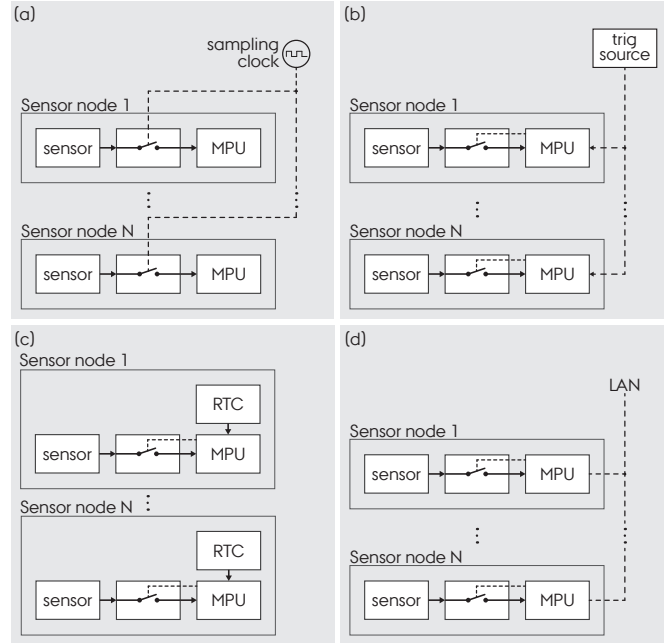 (a)
sampling
clock
Sensor node 1
sensor
MPU
Sensor node N
sensor
MPU
(b)
trig
source
Sensor node 1
sensor
MPU
Sensor node N
sensor
MPU
(c)
Sensor node 1
RTC
sensor
MPU
Sensor node N
RTC
sensor
MPU
(d)
LAN
Sensor node 1
sensor
MPU
Sensor node N
sensor
MPU